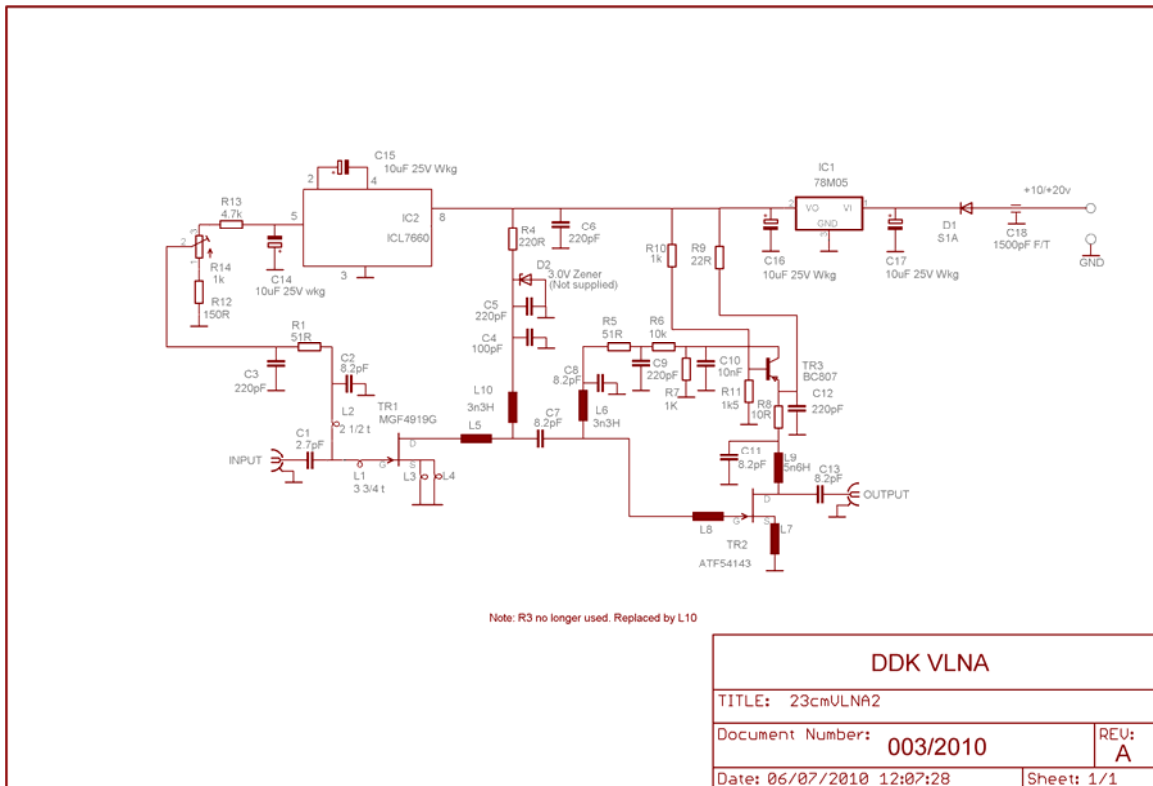 C15
10uF 25V Wkg
2
4
R13
4.7k
5
IC2
ICL7660
8
3
2
3
1
R14
1k
C14
10uF 25V wkg
R12
150R
R1
51R
C3
220pF
C2
8.2pF
L2
2 1/2 t
C1
2.7pF
INPUT
L1
3 3/4 t
TR1
MGF4919G
G
D
S
L3
L4
L5
R4
220R
C6
220pF
D2
3.0V Zener
(Not supplied)
C5
220pF
C4
100pF
L10
3n3H
C7
8.2pF
C8
8.2pF
L6
3n3H
R5
51R
R6
10k
C9
220pF
R7
1K
C10
10nF
R10
1k
R9
22R
R11
1k5
TR3
BC807
R8
10R
C12
220pF
C11
8.2pF
L9
5n6H
C13
8.2pF
OUTPUT
L8
G
D
S
L7
TR2
ATF54143
IC1
78M05
2
VO
VI
GND
3
C16
10uF 25V Wkg
C17
10uF 25V Wkg
D1
S1A
+10/+20v
C18
1500pF F/T
GND
Note: R3 no longer used. Replaced by L10
DDK VLNA
TITLE: 23cmVLNA2
Document Number: 003/2010
REV: A
Date: 06/07/2010 12:07:28
Sheet: 1/1